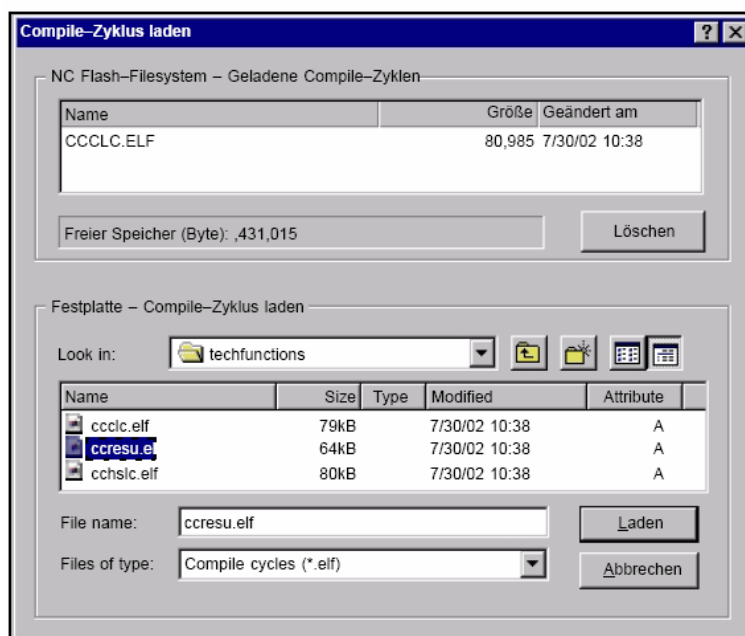 Compile–Zyklus laden
NC Flash–Filesystem – Geladene Compile–Zyklen
Name Größe Geändert am
CCCLC.ELF 80,985 7/30/02 10:38
Freier Speicher (Byte): ,431,015 Löschen
Festplatte – Compile–Zyklus laden
Look in: techfunctions
Name Size Type Modified Attribute
ccclc.elf 79kB 7/30/02 10:38 A
ccresu.el 64kB 7/30/02 10:38 A
cchslc.elf 80kB 7/30/02 10:38 A
File name: ccresu.elf Laden
Files of type: Compile cycles (*.elf) Abbrechen